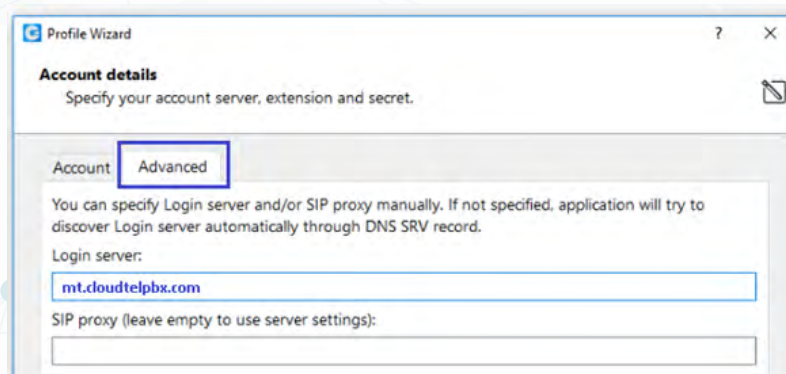 Profile Wizard
Account details
Specify your account server, extension and secret.
Account Advanced
You can specify Login server and/or SIP proxy manually. If not specified, application will try to
discover Login server automatically through DNS SRV record.
Login server:
mt.cloudtelpbx.com
SIP proxy (leave empty to use server settings):